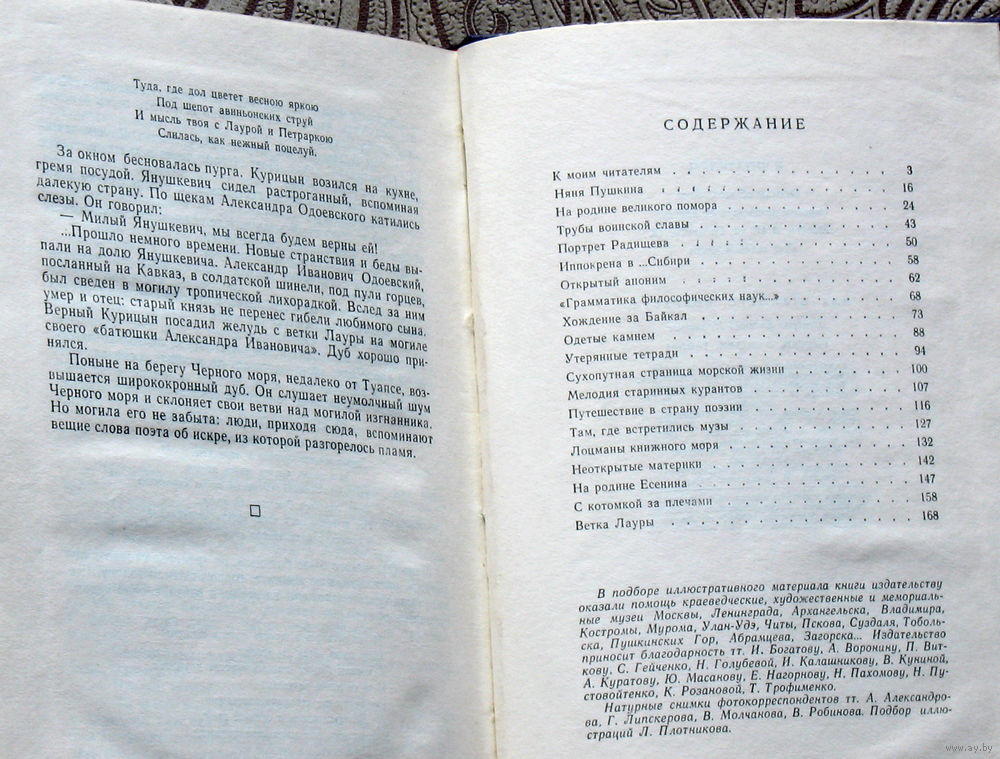 Туда, где дол цветет весною яркою
Под шепот авиньонских струй
И мысль твоя с Лаурой и Петраркою
Слилась, как нежный поцелуй.
За окном бесновалась пурга. Курицын возился на кухне,
гремя посудой. Янушкевич сидел растроганный, вспоминая
далекую страну. По щекам Александра Одоевского катились
слезы. Он говорил:
— Милый Янушкевич, мы всегда будем верны ей!
...Прошло немного времени. Новые странствия и беды вы-
пали на долю Янушкевича. Александр Иванович Одоевский,
посланный на Кавказ, в солдатской шинели, под пули горцев,
был сведен в могилу тропической лихорадкой. Вслед за ним
умер и отец: старый князь не перенес гибели любимого сына.
Верный Курицын посадил желудь с ветки Лауры на могиле
своего «батюшки Александра Ивановича». Дуб хорошо при-
нялся.
Поныне на берегу Черного моря, недалеко от Туапсе, воз-
вышается ширококронный дуб. Он слушает неумолчный шум
Черного моря и склоняет свои ветви над могилой изгнанника.
Но могила его не забыта: люди, приходя сюда, вспоминают
вещие слова поэта об искре, из которой разгорелось пламя.
СОДЕРЖАНИЕ
К моим читателям . . . . . . . . . . . 3
Няня Пушкина . . . . . . . . . . . 16
На родине великого помора . . . . . . . . . 24
Трубы воинской славы . . . . . . . . . . 43
Портрет Радищева . . . . . . . . . . . 50
Иппокрена в ...Сибири . . . . . . . . . . 58
Открытый аноним . . . . . . . . . . . 62
«Грамматика философических наук...» . . . . . . 68
Хождение за Байкал . . . . . . . . . . 73
Одетые камнем . . . . . . . . . . . 88
Утерянные тетради . . . . . . . . . . 94
Сухопутная страница морской жизни . . . . . . 100
Мелодия старинных курантов . . . . . . . . 107
Путешествие в страну поэзии . . . . . . . . 116
Там, где встретились музы . . . . . . . . 127
Лоцманы книжного моря . . . . . . . . . 132
Неоткрытые материки . . . . . . . . . . 142
На родине Есенина . . . . . . . . . . 147
С котомкой за плечами . . . . . . . . . 158
Ветка Лауры . . . . . . . . . . . . 168
В подборе иллюстративного материала книги издательству
оказали помощь краеведческие, художественные и мемориаль-
ные музеи Москвы, Ленинграда, Архангельска, Владимира,
Костромы, Мурома, Улан-Удэ, Читы, Пскова, Суздаля, Тоболь-
ска, Пушкинских Гор, Абрамцева, Загорска... Издательство
приносит благодарность тт. И. Богатову, А. Воронину, П. Вит-
кову, С. Гейченко, Н. Голубевой, И. Калашникову, В. Куниной,
А. Куратову, Ю. Масанову, Е. Нагорнову, Н. Пахомову, Н. Пу-
стовойтенко, К. Розановой, Т. Трофименко.
Натурные снимки фотокорреспондентов тт. А. Александро-
ва, Г. Липскерова, В. Молчанова, В. Робинова. Подбор иллю-
страций Л. Плотникова.
www.ay.by